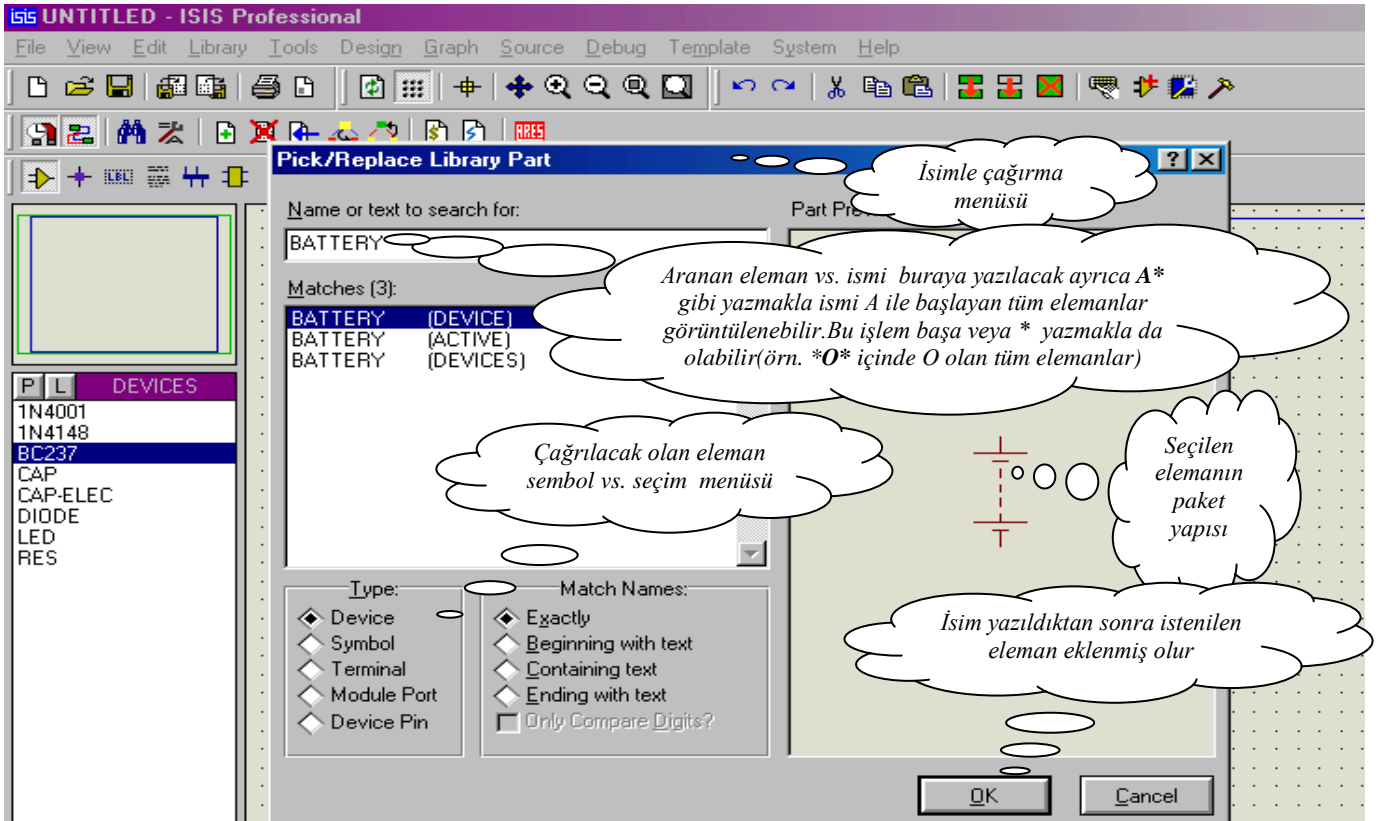 isis UNTITLED - ISIS Professional
File View Edit Library Tools Design Graph Source Debug Template System Help
LBL
ARES
Pick/Replace Library Part
İsimle çağırma
menüsü
Name or text to search for:
Part Prev
BATTERY
Aranan eleman vs. ismi buraya yazılacak ayrıca A*
gibi yazmakla ismi A ile başlayan tüm elemanlar
görüntülenebilir.Bu işlem başa veya * yazmakla da
olabilir(örn. *O* içinde O olan tüm elemanlar)
Matches (3):
BATTERY (DEVICE)
BATTERY (ACTIVE)
BATTERY (DEVICES)
P L DEVICES
1N4001
1N4148
BC237
CAP
CAP-ELEC
DIODE
LED
RES
Çağrılacak olan eleman
sembol vs. seçim menüsü
Seçilen
elemanın
paket
yapısı
Type:
Device
Symbol
Terminal
Module Port
Device Pin
Match Names:
Exactly
Beginning with text
Containing text
Ending with text
Only Compare Digits?
İsim yazıldıktan sonra istenilen
eleman eklenmiş olur
OK Cancel